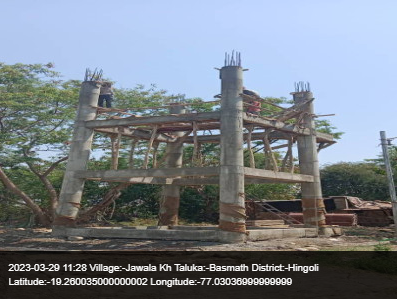 2023-03-29 11:28 Village:-Jawala Kh Taluka:-Basmath District:-Hingoli
Latitude:-19.260035000000002 Longitude:-77.03036999999999